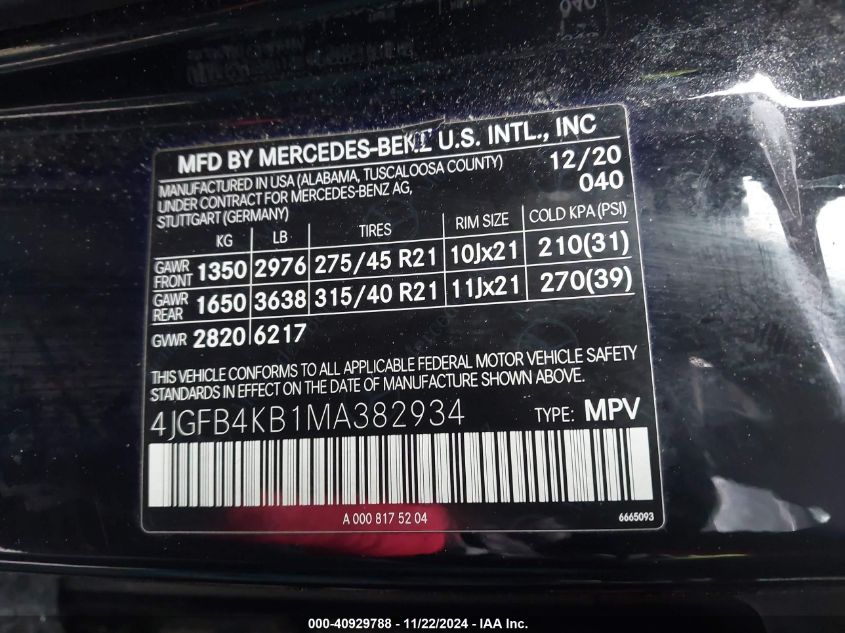 MFD BY MERCEDES-BENZ U.S. INTL., INC
MANUFACTURED IN USA (ALABAMA, TUSCALOOSA COUNTY) 12/20
UNDER CONTRACT FOR MERCEDES-BENZ AG, 040
STUTTGART (GERMANY)
KG LB TIRES RIM SIZE COLD KPA (PSI)
GAWR FRONT 1350 2976 275/45 R21 10Jx21 210(31)
GAWR REAR 1650 3638 315/40 R21 11Jx21 270(39)
GVWR 2820 6217
THIS VEHICLE CONFORMS TO ALL APPLICABLE FEDERAL MOTOR VEHICLE SAFETY
STANDARDS IN EFFECT ON THE DATE OF MANUFACTURE SHOWN ABOVE.
4JGFB4KB1MA382934 TYPE: MPV
A 000 817 52 04 6665093
000-40929788 - 11/22/2024 - IAA Inc.